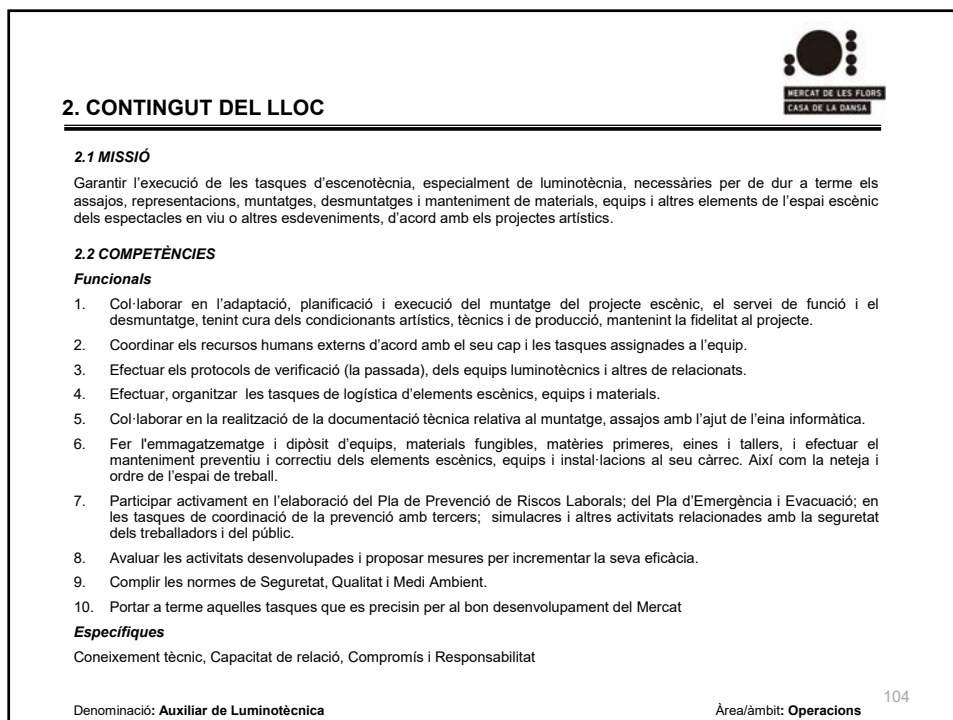 MERCAT DE LES FLORS
CASA DE LA DANSA
2. CONTINGUT DEL LLOC
2.1 MISSIÓ
Garantir l’execució de les tasques d’escenotècnia, especialment de luminotècnia, necessàries per de dur a terme els
assajos, representacions, muntatges, desmuntatges i manteniment de materials, equips i altres elements de l’espai escènic
dels espectacles en viu o altres esdeveniments, d’acord amb els projectes artístics.
2.2 COMPETÈNCIES
Funcionals
1. Col·laborar en l’adaptació, planificació i execució del muntatge del projecte escènic, el servei de funció i el
desmuntatge, tenint cura dels condicionants artístics, tècnics i de producció, mantenint la fidelitat al projecte.
2. Coordinar els recursos humans externs d’acord amb el seu cap i les tasques assignades a l’equip.
3. Efectuar els protocols de verificació (la passada), dels equips luminotècnics i altres de relacionats.
4. Efectuar, organitzar les tasques de logística d’elements escènics, equips i materials.
5. Col·laborar en la realització de la documentació tècnica relativa al muntatge, assajos amb l’ajut de l’eina informàtica.
6. Fer l'emmagatzematge i dipòsit d’equips, materials fungibles, matèries primeres, eines i tallers, i efectuar el
manteniment preventiu i correctiu dels elements escènics, equips i instal·lacions al seu càrrec. Així com la neteja i
ordre de l’espai de treball.
7. Participar activament en l’elaboració del Pla de Prevenció de Riscos Laborals; del Pla d’Emergència i Evacuació; en
les tasques de coordinació de la prevenció amb tercers; simulacres i altres activitats relacionades amb la seguretat
dels treballadors i del públic.
8. Avaluar les activitats desenvolupades i proposar mesures per incrementar la seva eficàcia.
9. Complir les normes de Seguretat, Qualitat i Medi Ambient.
10. Portar a terme aquelles tasques que es precisin per al bon desenvolupament del Mercat
Específiques
Coneixement tècnic, Capacitat de relació, Compromís i Responsabilitat
104
Denominació: Auxiliar de Luminotècnica Àrea/àmbit: Operacions